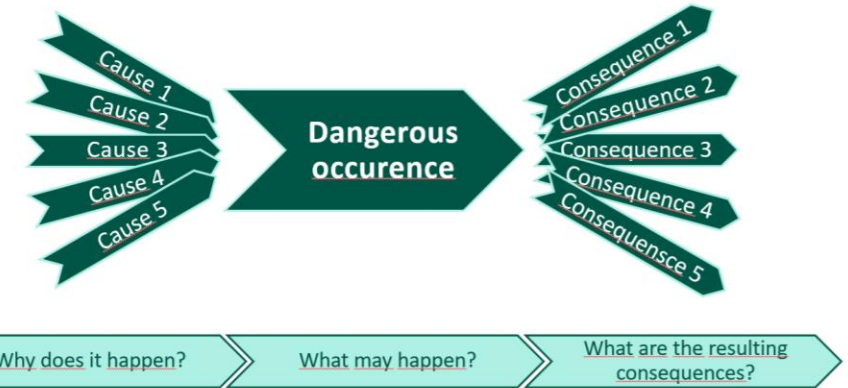 Cause 1
Cause 2
Cause 3
Cause 4
Cause 5
Dangerous
occurence
Consequence 1
Consequence 2
Consequence 3
Consequence 4
Consequensce 5
Why does it happen?
What may happen?
What are the resulting
consequences?